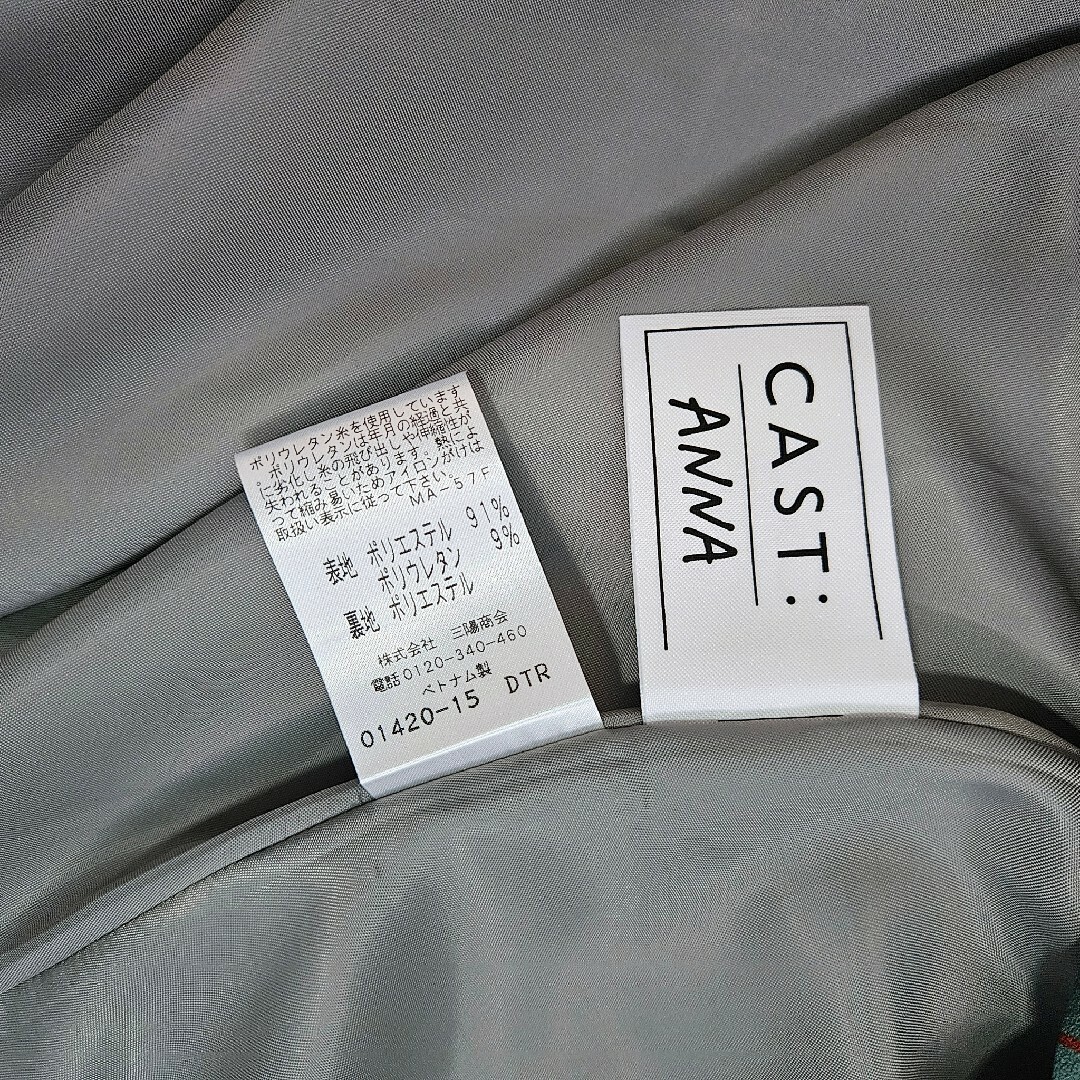 ポリウレタン糸を使用しています
。ポリウレタンは年月の経過と共
に劣化し糸の飛び出しや伸縮性が
失われることがあります。熱によ
って縮み易いためアイロンがけは
取扱い表示に従って下さい。
MA-57F
表地 ポリエステル 91%
ポリウレタン 9%
裏地 ポリエステル
株式会社 三陽商会
電話0120-340-460
ベトナム製
01420-15 DTR
CAST:
ANNA